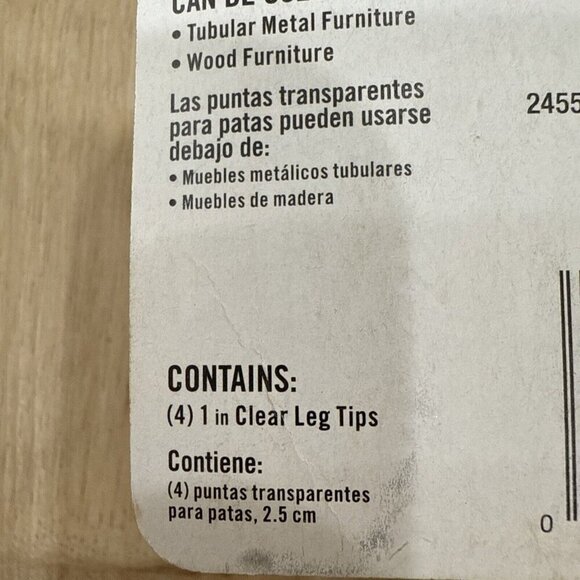 CAN BE
• Tubular Metal Furniture
• Wood Furniture
Las puntas transparentes
para patas pueden usarse
debajo de:
• Muebles metálicos tubulares
• Muebles de madera
2455
CONTAINS:
(4) 1 in Clear Leg Tips
Contiene:
(4) puntas transparentes
para patas, 2.5 cm
0